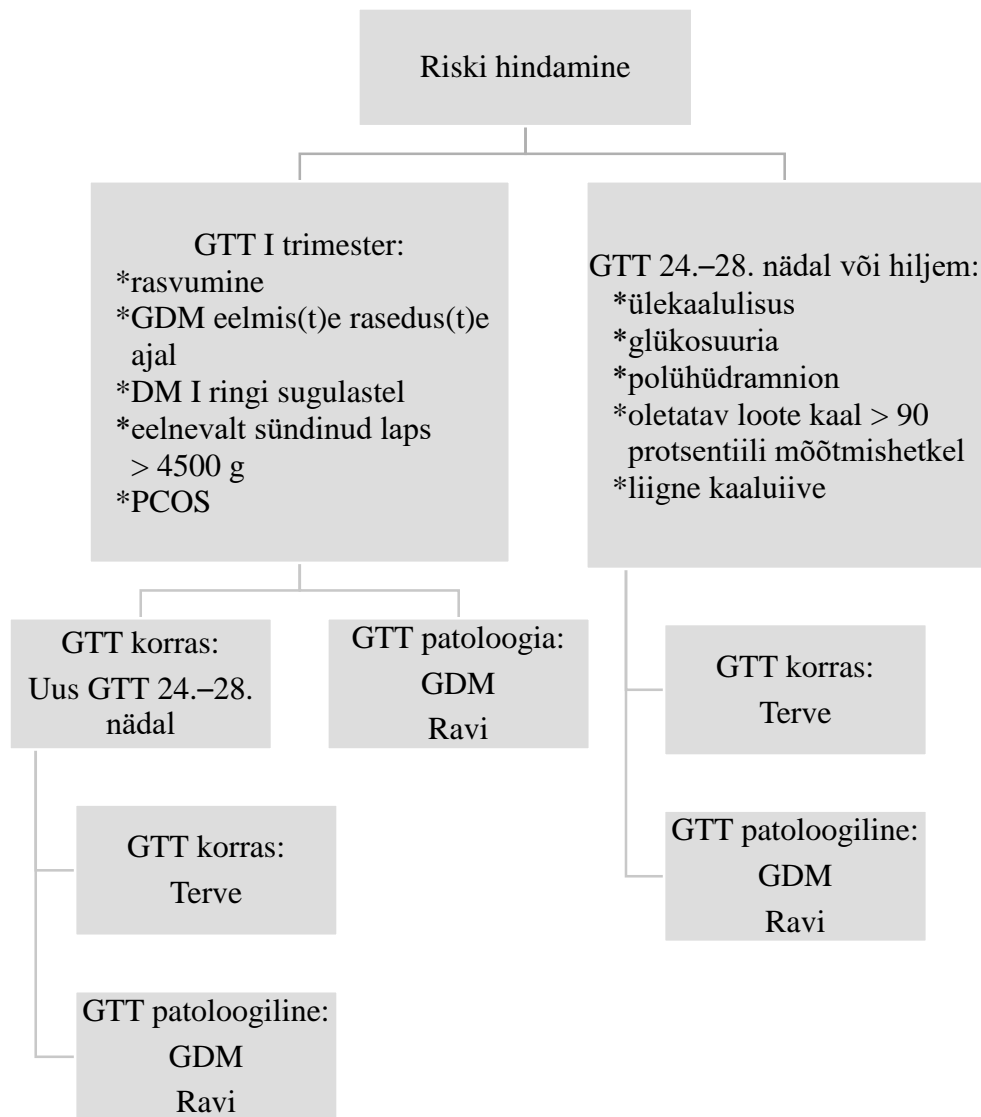 Riski hindamine
GTT I trimester:
*rasvumine
*GDM eelmis(t)e rasedus(t)e
ajal
*DM I ringi sugulastel
*eelnevalt sündinud laps
> 4500 g
*PCOS
GTT 24.–28. nädal või hiljem:
*ülekaalulisus
*glükosuuria
*polühüdramnion
*oletatav loote kaal > 90
protsentiili mõõtmishetkel
*liigne kaaluiive
GTT korras:
Uus GTT 24.–28.
nädal
GTT patoloogia:
GDM
Ravi
GTT korras:
Terve
GTT patoloogiline:
GDM
Ravi
GTT korras:
Terve
GTT patoloogiline:
GDM
Ravi